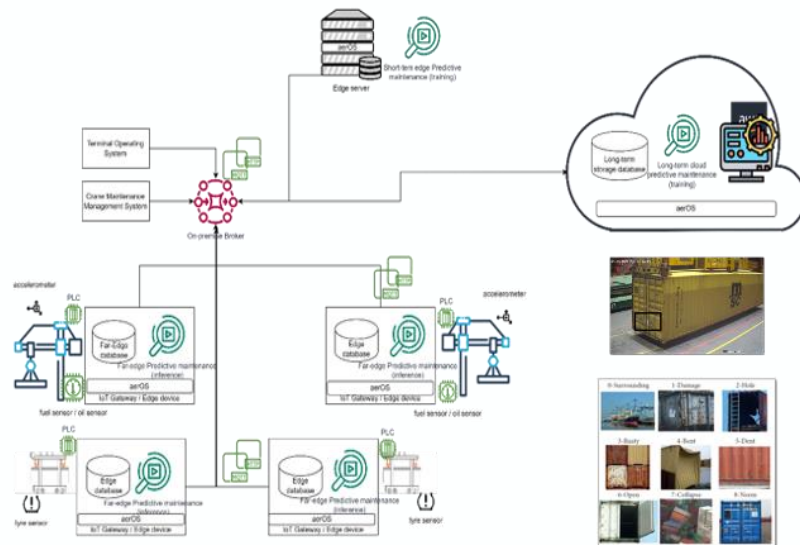 aerOS
Short-term edge Predictive
maintenance (training)
Edge server
Terminal Operating
System
Crane Maintenance
Management System
On-premise Broker
Long-term
storage database
Long-term cloud
predictive maintenance
(training)
aerOS
accelerometer
PLC
Far-Edge
database
Far-edge Predictive maintenance
(inference)
aerOS
IoT Gateway / Edge device
fuel sensor / oil sensor
PLC
accelerometer
Edge
database
Far-edge Predictive maintenance
(inference)
aerOS
IoT Gateway / Edge device
fuel sensor / oil sensor
PLC
Edge
database
Far-edge Predictive maintenance
(inference)
aerOS
IoT Gateway / Edge device
tyre sensor
PLC
Edge
database
Far-edge Predictive maintenance
(inference)
aerOS
IoT Gateway / Edge device
tyre sensor
0-Surrounding
1-Damage
2-Hole
3-Rusty
4-Bent
5-Dent
6-Open
7-Collapse
8-Norm